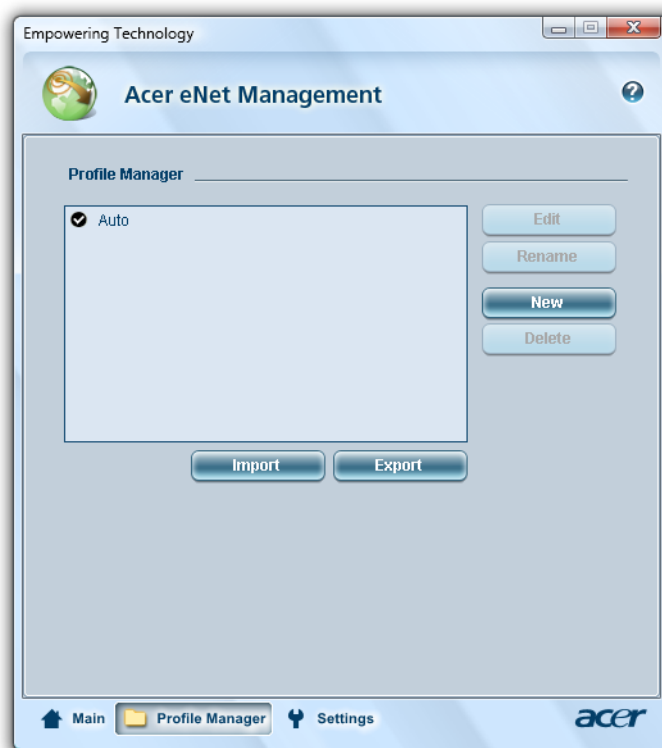 Empowering Technology
Acer eNet Management
Profile Manager
Auto
Edit
Rename
New
Delete
Import Export
Main Profile Manager Settings acer